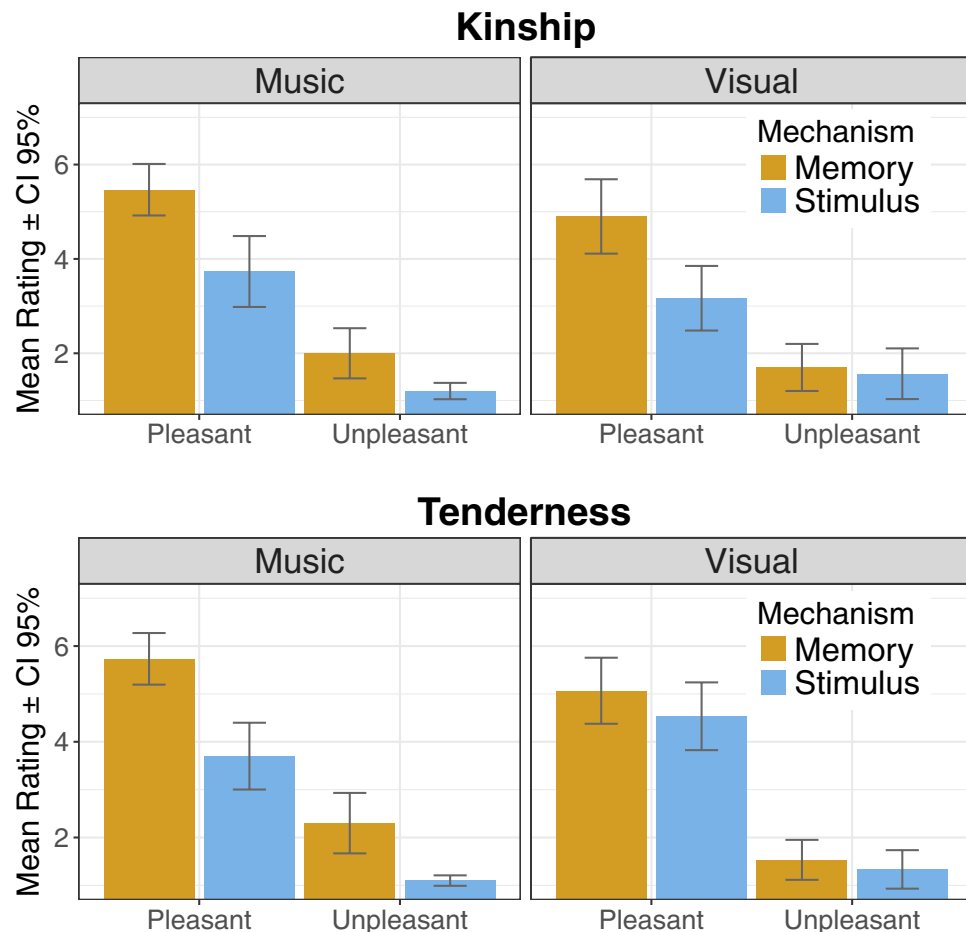 Kinship
Music Visual
Mean Rating ± CI 95%
6
4
2
Mechanism
Memory
Stimulus
Pleasant Unpleasant Pleasant Unpleasant
Tenderness
Music Visual
Mean Rating ± CI 95%
6
4
2
Mechanism
Memory
Stimulus
Pleasant Unpleasant Pleasant Unpleasant